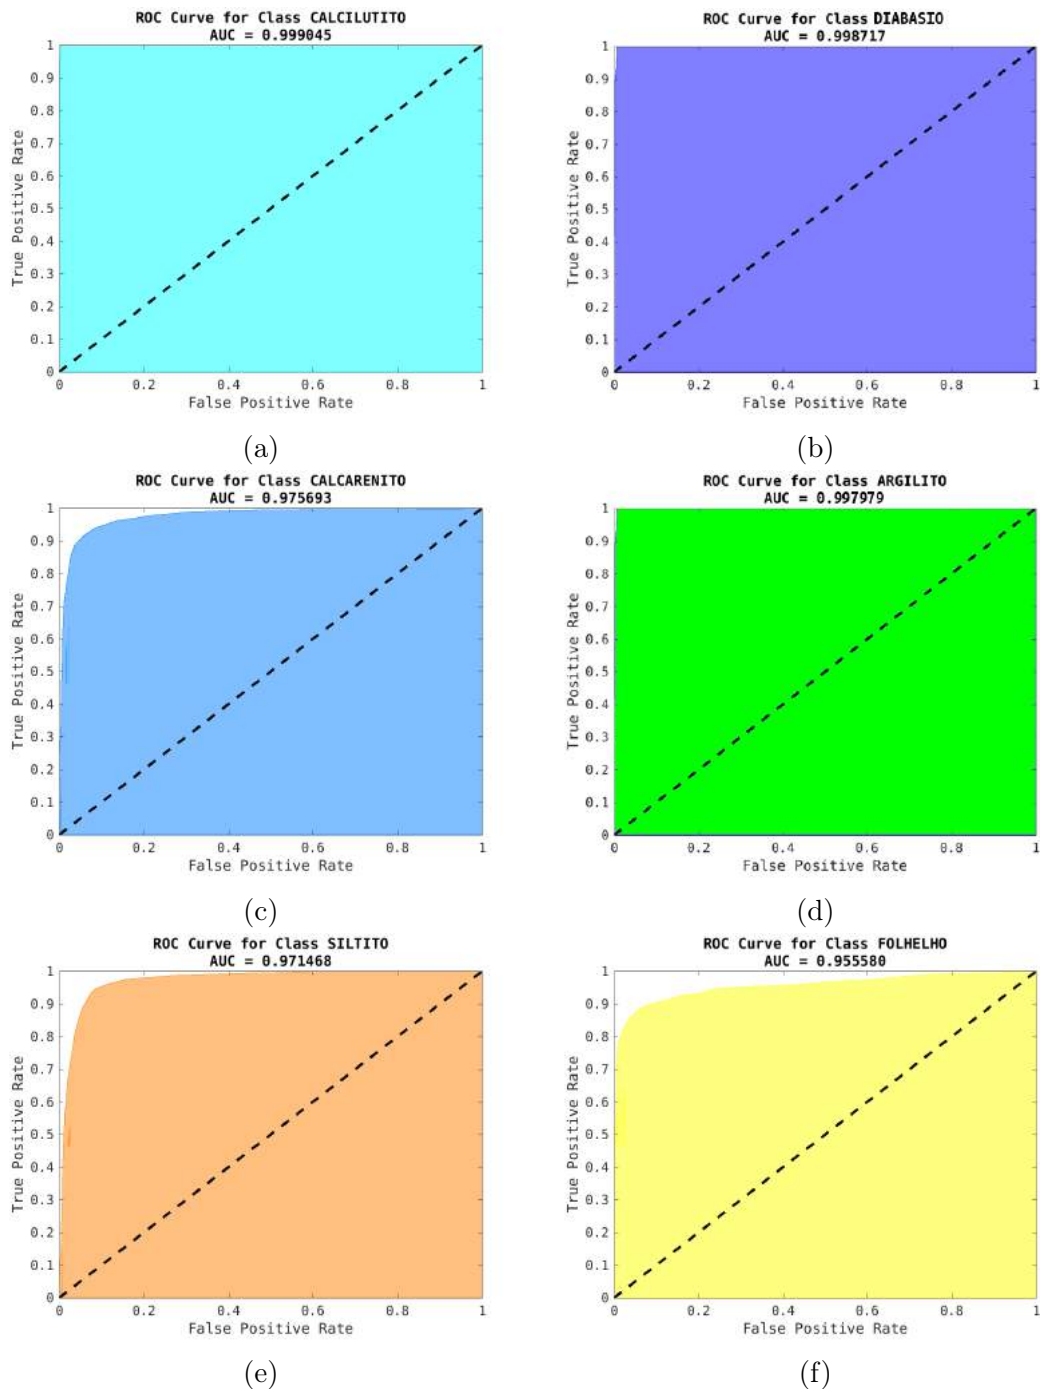 ROC Curve for Class CALCILUTITO
AUC = 0.999045
1
0.9
0.8
0.7
0.6
0.5
0.4
0.3
0.2
0.1
0
True Positive Rate
0 0.2 0.4 0.6 0.8 1
False Positive Rate
(a)
ROC Curve for Class DIABASIO
AUC = 0.998717
1
0.9
0.8
0.7
0.6
0.5
0.4
0.3
0.2
0.1
0
True Positive Rate
0 0.2 0.4 0.6 0.8 1
False Positive Rate
(b)
ROC Curve for Class CALCARENITO
AUC = 0.975693
1
0.9
0.8
0.7
0.6
0.5
0.4
0.3
0.2
0.1
0
True Positive Rate
0 0.2 0.4 0.6 0.8 1
False Positive Rate
(c)
ROC Curve for Class ARGILITO
AUC = 0.997979
1
0.9
0.8
0.7
0.6
0.5
0.4
0.3
0.2
0.1
0
True Positive Rate
0 0.2 0.4 0.6 0.8 1
False Positive Rate
(d)
ROC Curve for Class SILTITO
AUC = 0.971468
1
0.9
0.8
0.7
0.6
0.5
0.4
0.3
0.2
0.1
0
True Positive Rate
0 0.2 0.4 0.6 0.8 1
False Positive Rate
(e)
ROC Curve for Class FOLHELHO
AUC = 0.955580
1
0.9
0.8
0.7
0.6
0.5
0.4
0.3
0.2
0.1
0
True Positive Rate
0 0.2 0.4 0.6 0.8 1
False Positive Rate
(f)